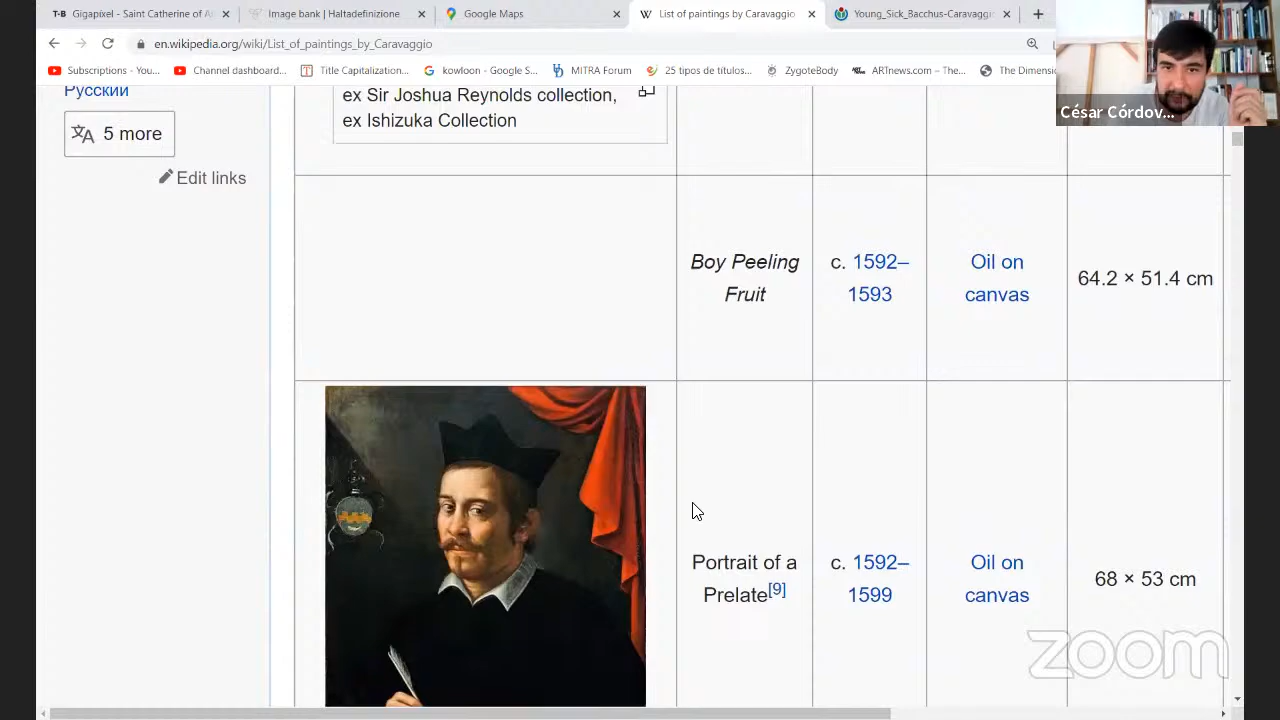 T-B Gigapixel - Saint Catherine of A
Image bank | Haltadefinizione
Google Maps
W List of paintings by Caravaggio
Young_Sick_Bacchus-Caravaggi
en.wikipedia.org/wiki/List_of_paintings_by_Caravaggio
Subscriptions - You...
Channel dashboard...
Title Capitalization...
kowhorn - Google S...
MITRA Forum
25 tipos de títulos...
ZygoteBody
ARTnews.com – The...
The Dimension
César Córdov...
Русский
5 more
Edit links
ex Sir Joshua Reynolds collection,
ex Ishizuka Collection
Boy Peeling
Fruit
c. 1592–
1593
Oil on
canvas
64.2 × 51.4 cm
Portrait of a
Prelate[9]
c. 1592–
1599
Oil on
canvas
68 × 53 cm
zoom